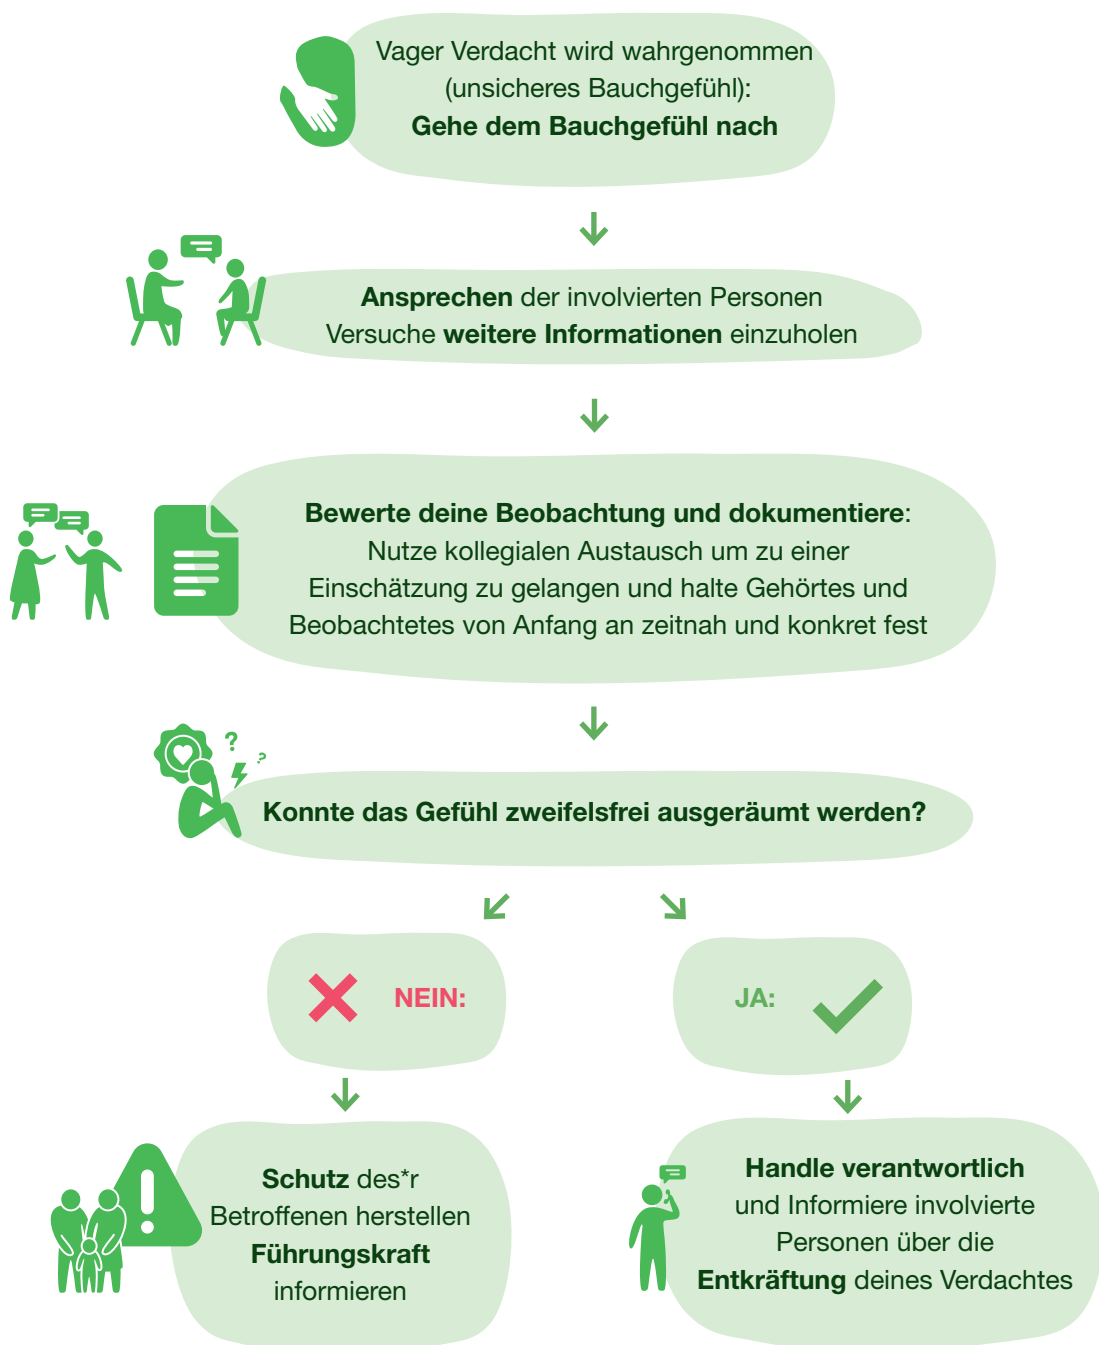 Vager Verdacht wird wahrgenommen
(unsicheres Bauchgefühl):
Gehe dem Bauchgefühl nach
Ansprechen der involvierten Personen
Versuche weitere Informationen einzuholen
Bewerte deine Beobachtung und dokumentiere:
Nutze kollegialen Austausch um zu einer
Einschätzung zu gelangen und halte Gehörtes und
Beobachtetes von Anfang an zeitnah und konkret fest
? ?
Konnte das Gefühl zweifelsfrei ausgeräumt werden?
NEIN:
JA:
Schutz des*r
Betroffenen herstellen
Führungskraft
informieren
Handle verantwortlich
und Informiere involvierte
Personen über die
Entkräftung deines Verdachtes